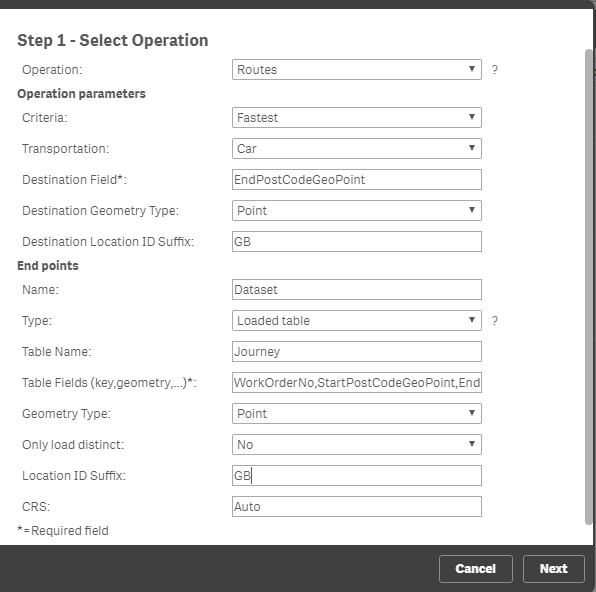 Step 1 - Select Operation
Operation: Routes ?
Operation parameters
Criteria: Fastest
Transportation: Car
Destination Field*: EndPostCodeGeoPoint
Destination Geometry Type: Point
Destination Location ID Suffix: GB
End points
Name: Dataset
Type: Loaded table ?
Table Name: Journey
Table Fields (key,geometry,...)*: WorkOrderNo,StartPostCodeGeoPoint,End
Geometry Type: Point
Only load distinct: No
Location ID Suffix: GB
CRS: Auto
*=Required field
Cancel Next